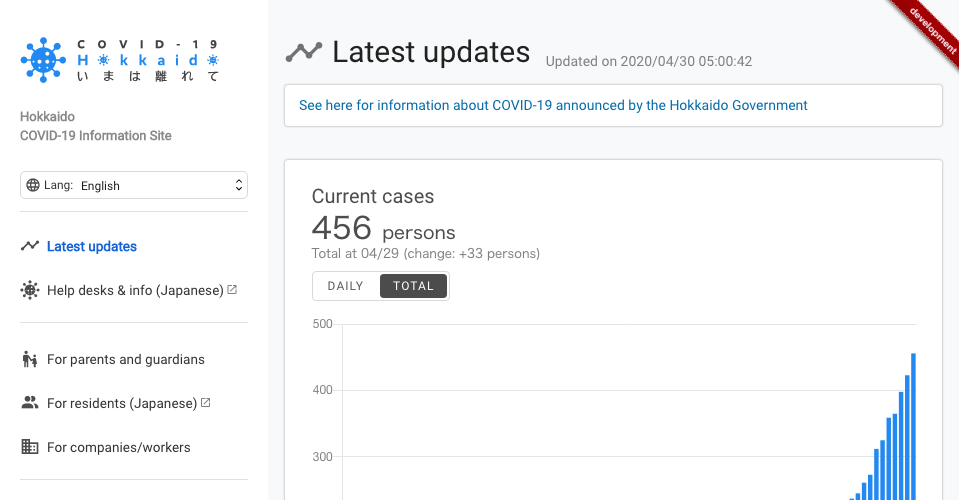 COVID-19
Hokkaido
いまは離れて
Hokkaido
COVID-19 Information Site
Lang: English
Latest updates
Help desks & info (Japanese)
For parents and guardians
For residents (Japanese)
For companies/workers
development
Latest updates
Updated on 2020/04/30 05:00:42
See here for information about COVID-19 announced by the Hokkaido Government
Current cases
456 persons
Total at 04/29 (change: +33 persons)
DAILY TOTAL
500
400
300